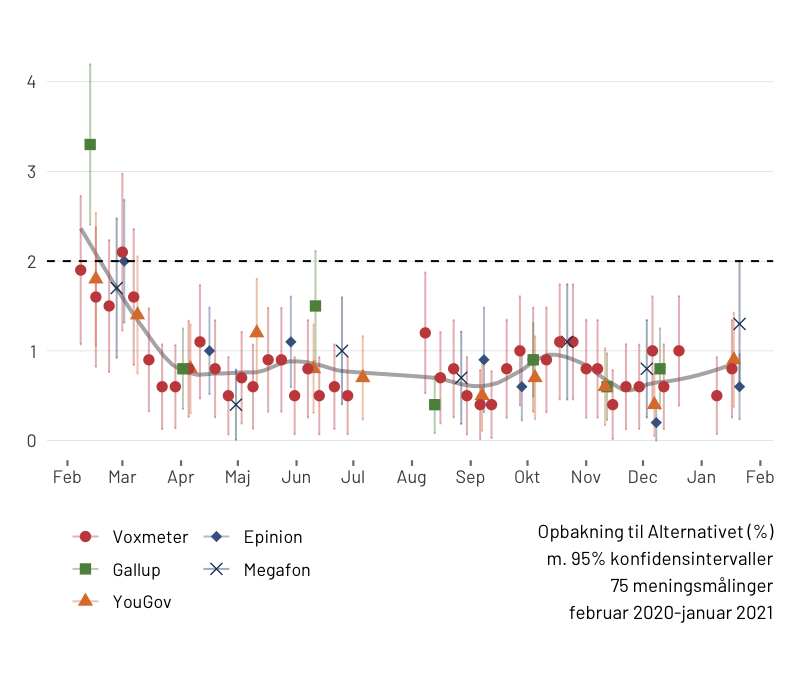 4
3
2
1
0
Feb Mar Apr Maj Jun Jul Aug Sep Okt Nov Dec Jan Feb
Voxmeter Epinion
Gallup Megafon
YouGov
Opbakning til Alternativet (%)
m. 95% konfidensintervaller
75 meningsmålinger
februar 2020-januar 2021